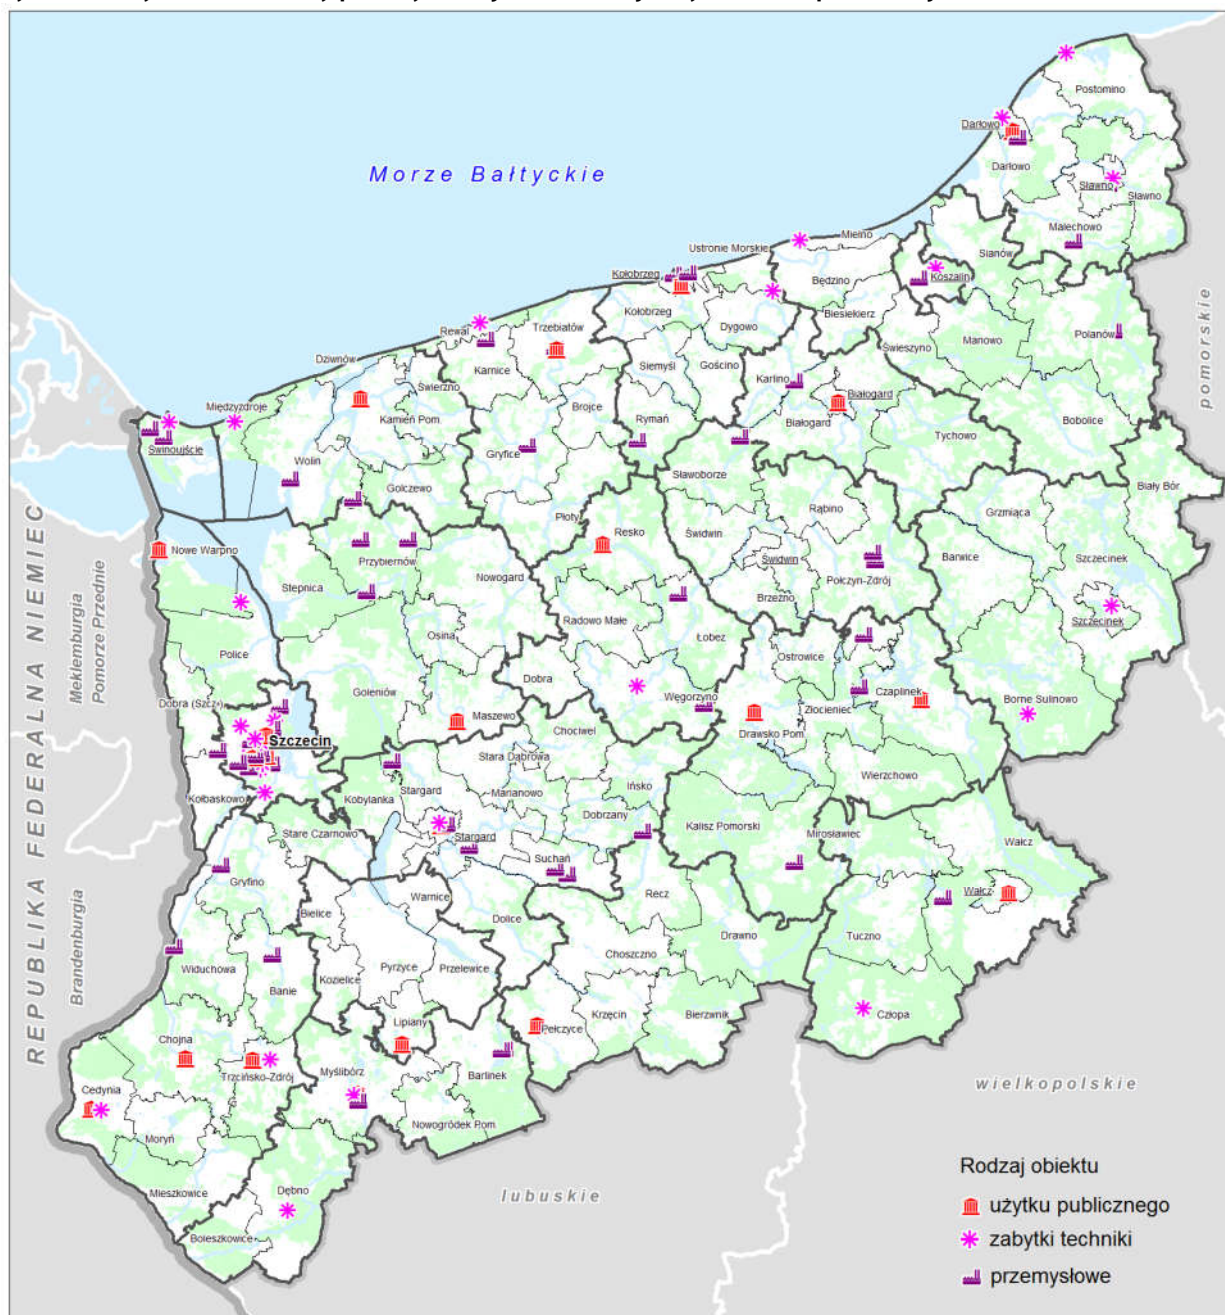 Postomino
Darłowo
Darłowo
Sławno
Sławno
Malechowo
Morze Bałtyckie
Mielno
Ustronie Morskie
Sianów
Koszalin
Kołobrzeg
Będzino
Kołobrzeg
Dygowo
Biesiekierz
Polanów
Manowo
Świeszyno
Rewal
Trzebiatów
Siemyśl
Gościno
Dziwnów
Karnice
Świerzno
Karlino
Białogard
Białogard
pomorskie
Międzyzdroje
Kamień Pom.
Brojce
Rymań
Bobolice
Tychowo
Świnoujście
Wolin
Gryfice
Sławoborze
Biały Bór
Golczewo
Płoty
Resko
Świdwin
Rąbino
Grzmiąca
Nowe Warpno
Przybiernów
Świdwin
Barwice
Szczecinek
Stepnica
Nowogard
Połczyn-Zdrój
Brzeżno
Radowo Małe
Łobez
Szczecinek
Osina
Police
Ostrowice
Dobra (Szcz.)
Goleniów
Dobra
Węgorzyno
Czaplinek
Borne Sulinowo
Maszewo
Złocieniec
Drawsko Pom.
Chociwel
Szczecin
Stara Dąbrowa
Wierzchowo
Kołbaskowo
Kobylanka
Stargard
Marianowo
Ińsko
Dobrzany
Kalisz Pomorski
Mirosławiec
Stare Czarnowo
Stargard
Wałcz
Suchań
Gryfino
Warnice
Recz
Wałcz
Bielice
Dolice
Drawno
Tuczno
Choszczno
Widuchowa
Kozielice
Pyrzyce
Przelewice
Banie
Krzęcin
Bierzwnik
Człopa
Lipiany
Pełczyce
Chojna
Trzcińsko-Zdrój
Myślibórz
Barlinek
Cedynia
Nowogródek Pom.
Moryń
Mieszkowice
Dębno
Boleszkowice
REPUBLIKA FEDERALNA NIEMIEC
Meklemburgia
Pomorze Przednie
Brandenburgia
wielkopolskie
lubuskie
Rodzaj obiektu
użytku publicznego
zabytki techniki
przemysłowe